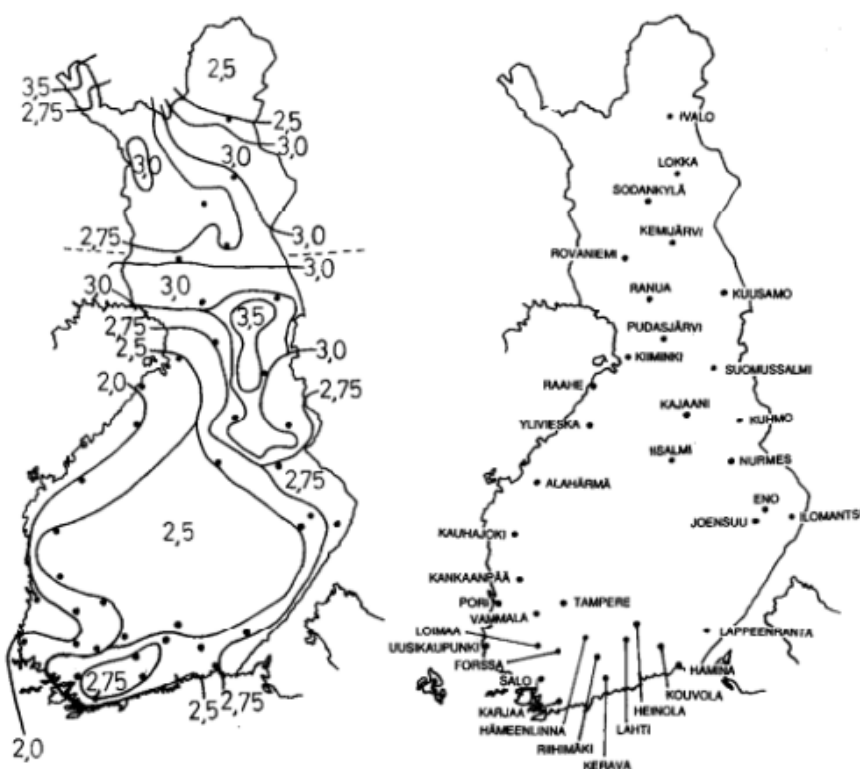 2,5
3,5
2,75
2,5
3,0
3,0
3,0
2,75
3,0
3,0
3,0
3,0
3,5
2,75
2,5
3,0
2,0
2,75
2,75
2,5
2,75
2,5
2,75
2,0
IVALO
LOKKA
SODANKYLÄ
KEMIJÄRVI
ROVANIEMI
RANUA
KUUSAMO
PUDASJÄRVI
KIIMINKI
SUOMUSSALMI
RAAHE
KAJAANI
YLIVIESKA
KUHMO
IISALMI
NURMES
ALAHÄRMÄ
ENO
JOENSUU
ILOMANTSI
KAUHAJOKI
KANKAANPÄÄ
PORI
TAMPERE
VAMMALA
LOIMAA
LAPPEENRANTA
UUSIKAUPUNKI
FORSSA
HAMINA
SALO
KOUVOLA
KARJAA
HEINOLA
HÄMEENLINNA
LAHTI
RIIHIMÄKI
KERAVA